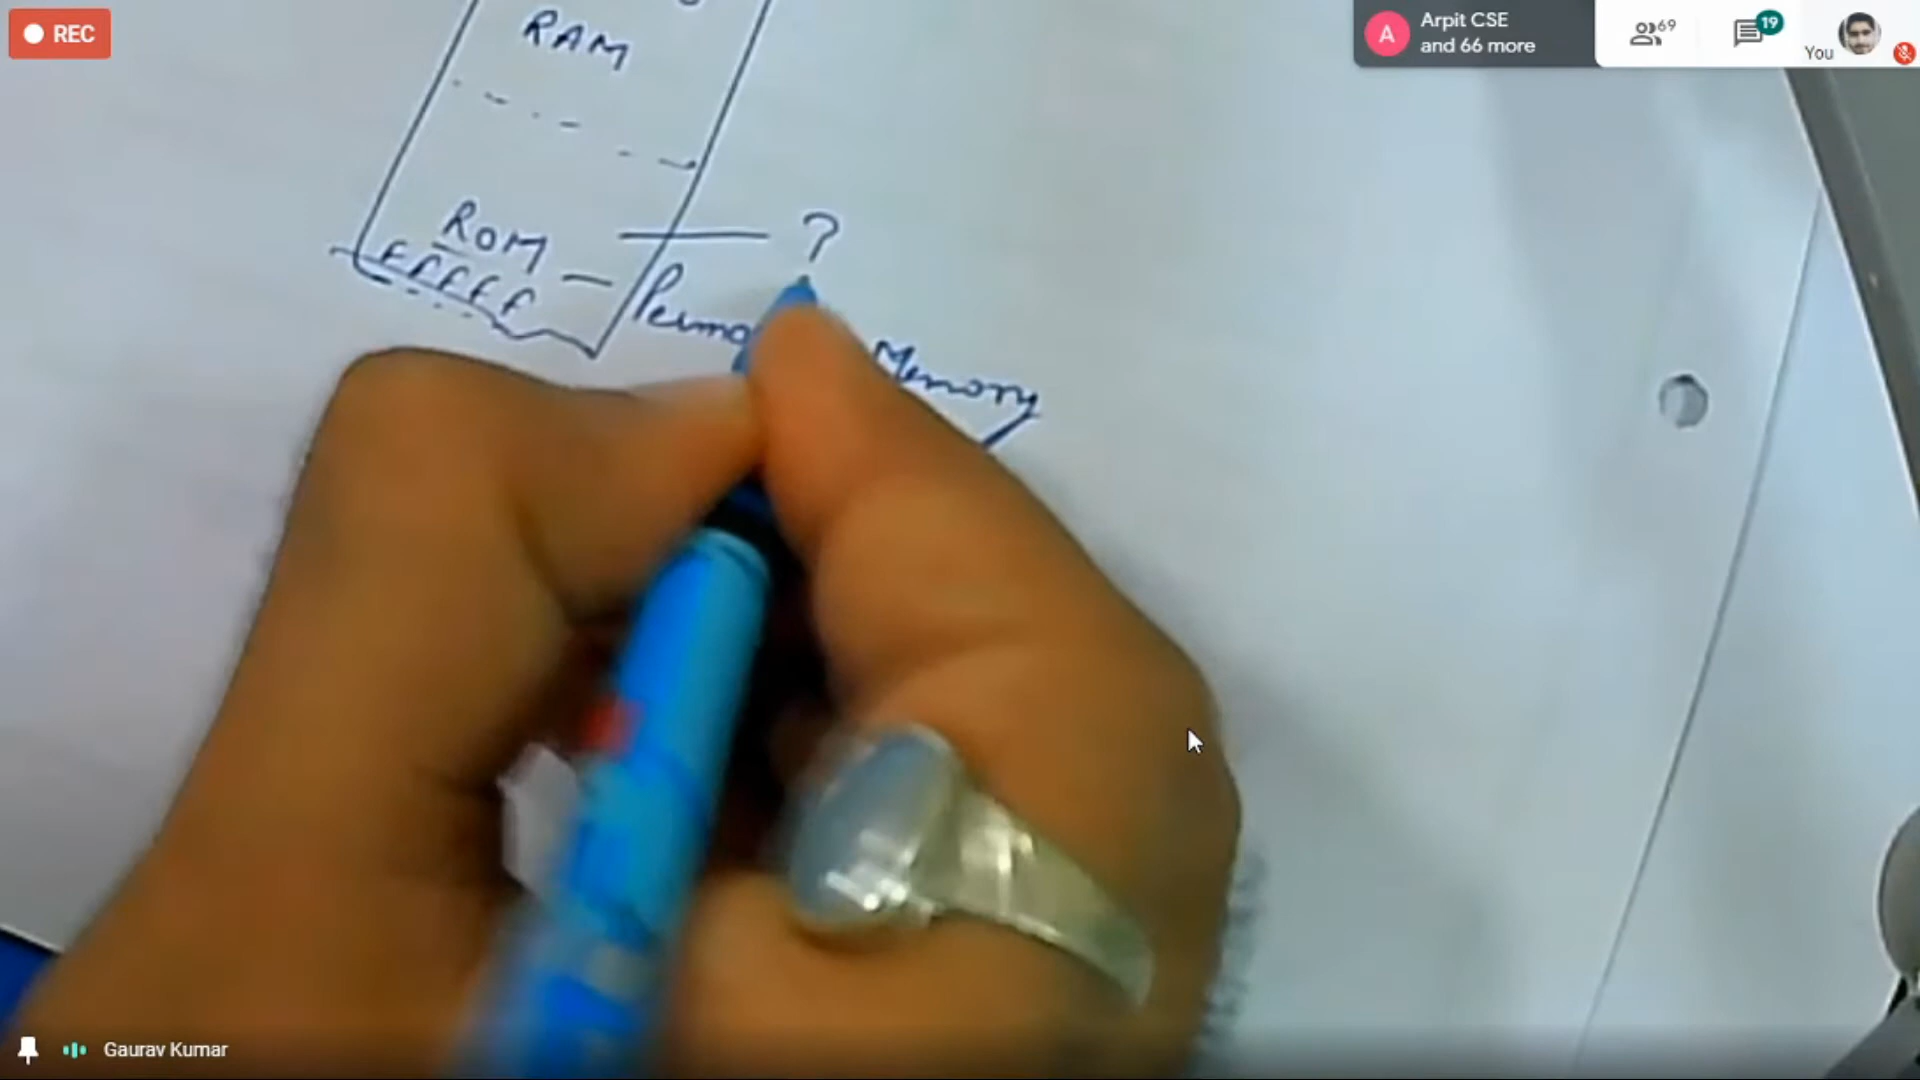 REC
Arpit CSE
and 66 more
69
19
You
RAM
ROM — ?
FFFFF — Memory
Gaurav Kumar